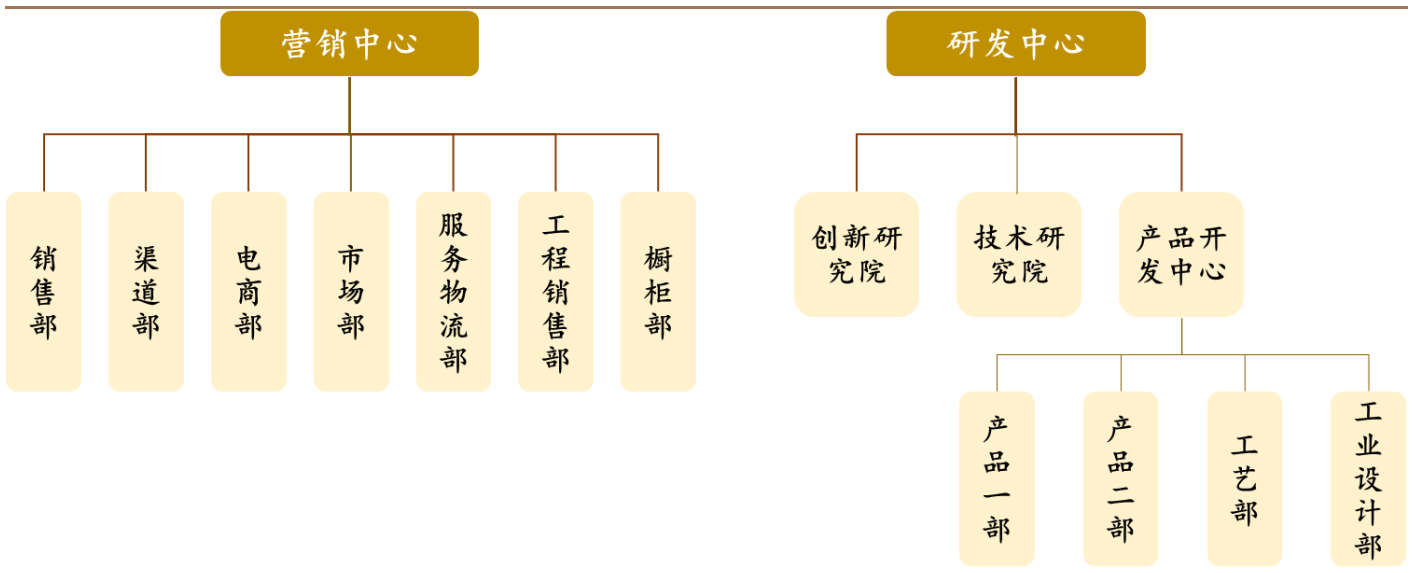 营销中心
销售部
渠道部
电商部
市场部
服务物流部
工程销售部
橱柜部
研发中心
创新研
究院
技术研
究院
产品开
发中心
产品一部
产品二部
工艺部
工业设计部